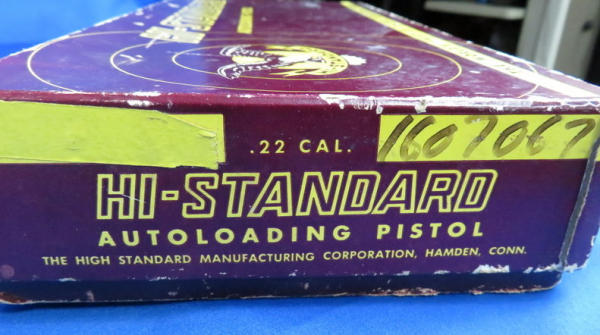 .22 CAL. 1607067
HI-STANDARD
AUTOLOADING PISTOL
THE HIGH STANDARD MANUFACTURING CORPORATION, HAMDEN, CONN.